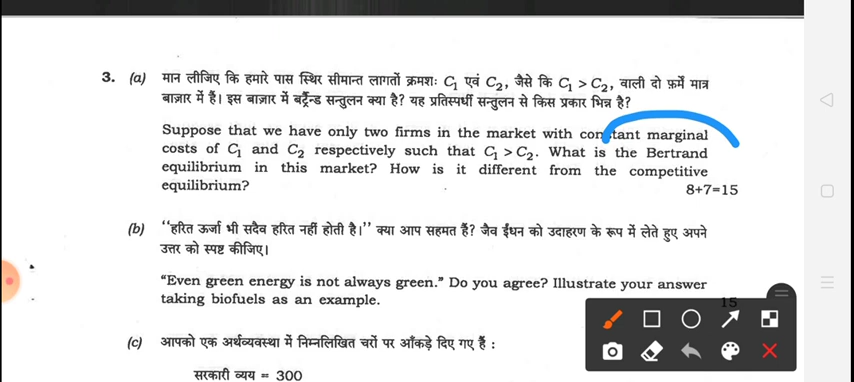 3. (a) मान लीजिए कि हमारे पास स्थिर सीमान्त लागतों क्रमशः C₁ एवं C₂, जैसे कि C₁ > C₂, वाली दो फ़र्में मात्र
बाज़ार में हैं। इस बाज़ार में बर्ट्रैन्ड सन्तुलन क्या है? यह प्रतिस्पर्धी सन्तुलन से किस प्रकार भिन्न है?
Suppose that we have only two firms in the market with constant marginal
costs of C₁ and C₂ respectively such that C₁ > C₂. What is the Bertrand
equilibrium in this market? How is it different from the competitive
equilibrium? 8+7=15
(b) ‘‘हरित ऊर्जा भी सदैव हरित नहीं होती है।’’ क्या आप सहमत हैं? जैव ईंधन को उदाहरण के रूप में लेते हुए अपने
उत्तर को स्पष्ट कीजिए।
“Even green energy is not always green.” Do you agree? Illustrate your answer
taking biofuels as an example. 15
(c) आपको एक अर्थव्यवस्था में निम्नलिखित चरों पर आँकड़े दिए गए हैं :
सरकारी व्यय = 300